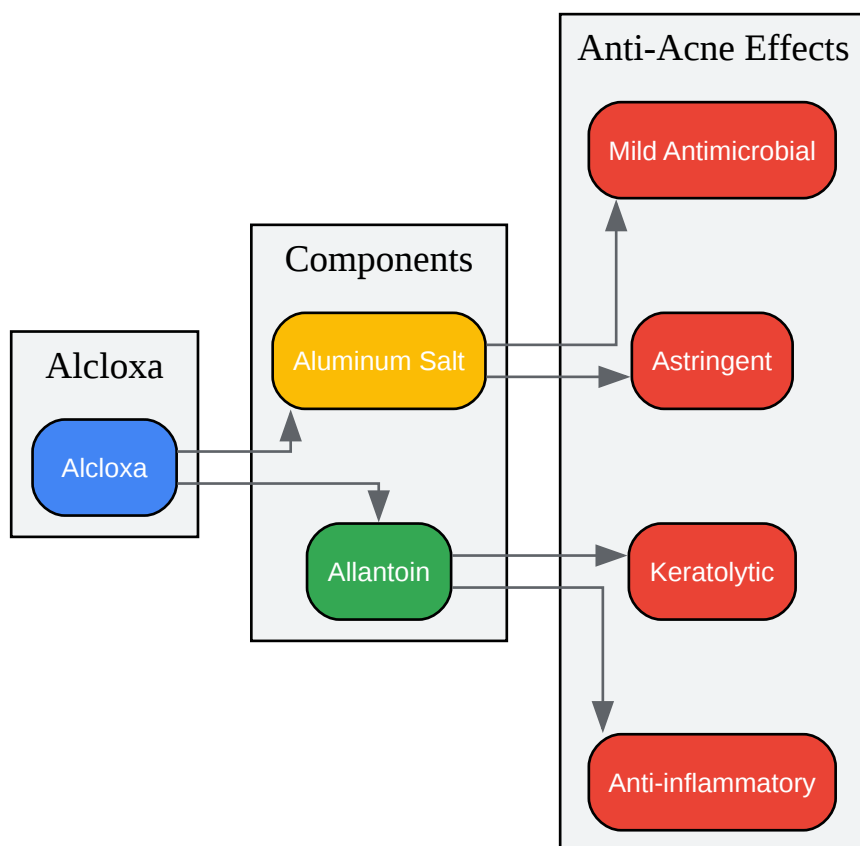 Alcloxa
Alcloxa
Components
Aluminum Salt
Allantoin
Anti-Acne Effects
Mild Antimicrobial
Astringent
Keratolytic
Anti-inflammatory